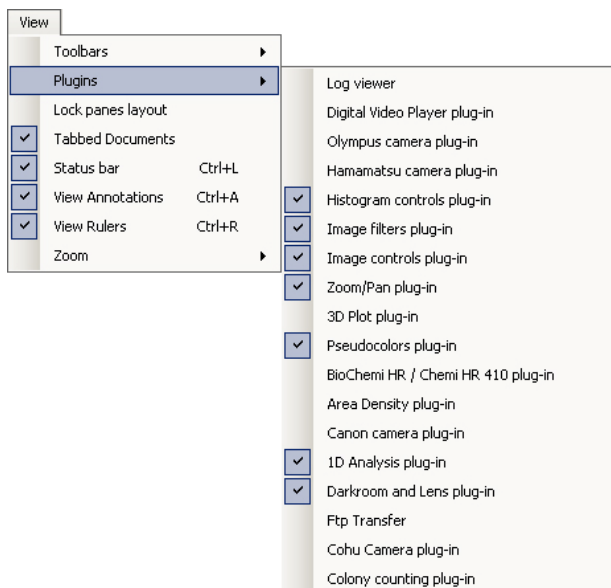 View
Toolbars
Plugins
Lock panes layout
Tabbed Documents
Status bar Ctrl+L
View Annotations Ctrl+A
View Rulers Ctrl+R
Zoom
Log viewer
Digital Video Player plug-in
Olympus camera plug-in
Hamamatsu camera plug-in
Histogram controls plug-in
Image filters plug-in
Image controls plug-in
Zoom/Pan plug-in
3D Plot plug-in
Pseudocolors plug-in
BioChemi HR / Chemi HR 410 plug-in
Area Density plug-in
Canon camera plug-in
1D Analysis plug-in
Darkroom and Lens plug-in
Ftp Transfer
Cohu Camera plug-in
Colony counting plug-in